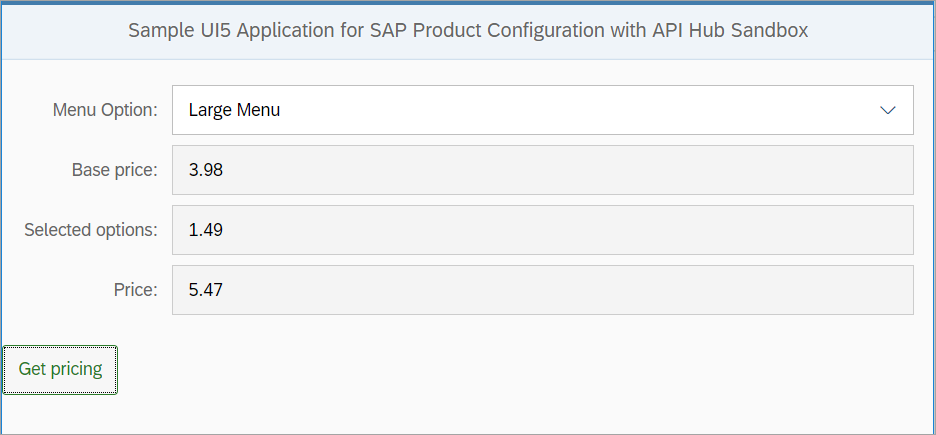 Sample UI5 Application for SAP Product Configuration with API Hub Sandbox
Menu Option: Large Menu
Base price: 3.98
Selected options: 1.49
Price: 5.47
Get pricing